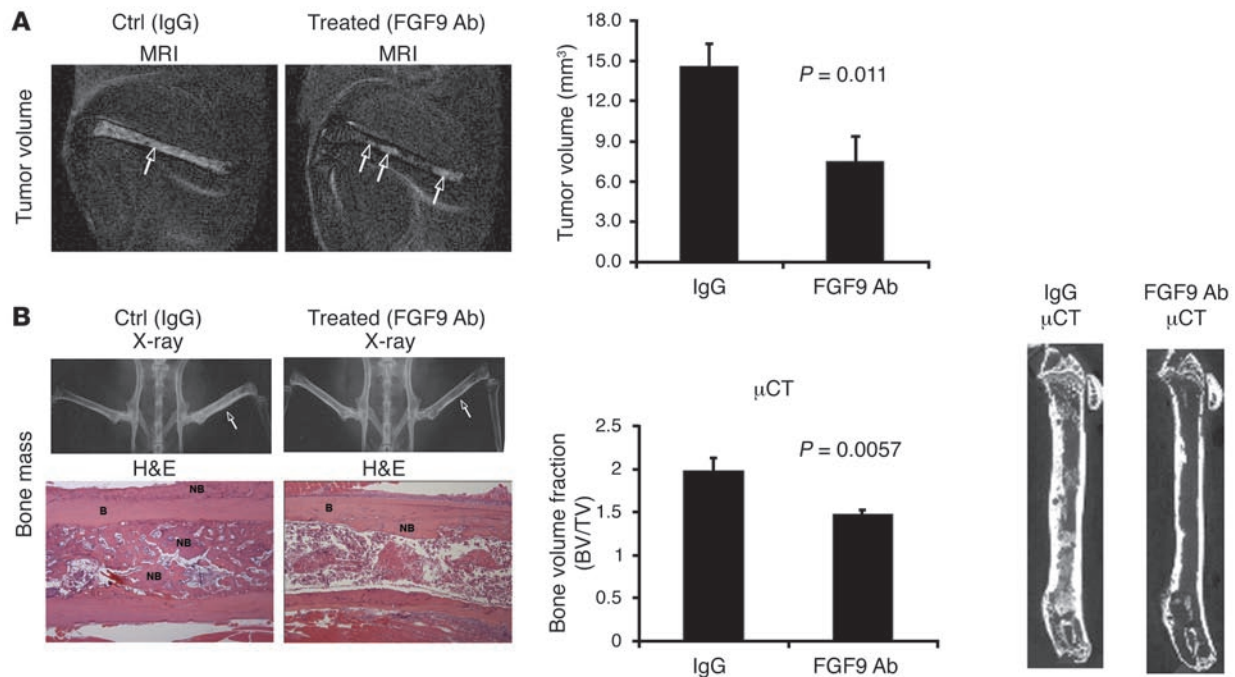 A
Ctrl (IgG)
MRI
Treated (FGF9 Ab)
MRI
Tumor volume
Tumor volume (mm³)
18.0
15.0
12.0
9.0
6.0
3.0
0.0
P = 0.011
IgG
FGF9 Ab
B
Ctrl (IgG)
X-ray
Treated (FGF9 Ab)
X-ray
Bone mass
H&E
H&E
NB
B
NB
NB
B
NB
μCT
Bone volume fraction
(BV/TV)
2.5
2
1.5
1
0.5
0
P = 0.0057
IgG
FGF9 Ab
IgG
μCT
FGF9 Ab
μCT